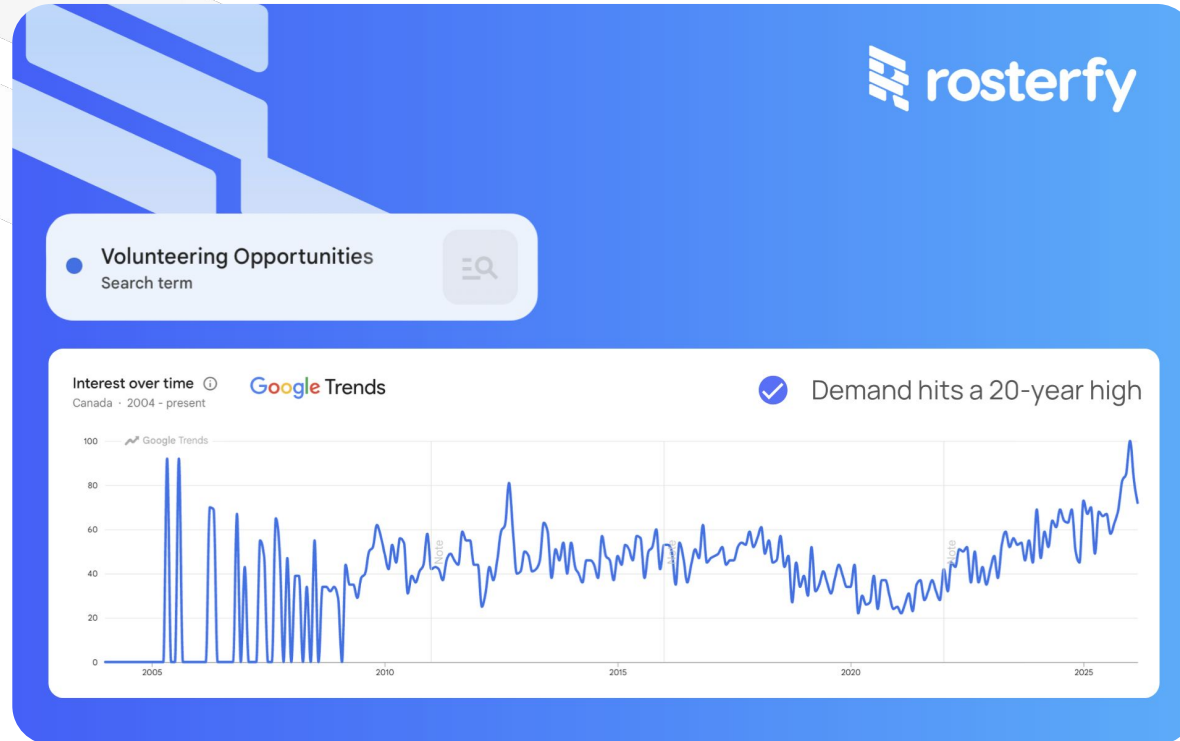 rosterfy
Volunteering Opportunities
Search term
Interest over time
Google Trends
Canada · 2004 - present
Demand hits a 20-year high
100
Google Trends
80
60
40
20
0
Note
Note
Note
2005
2010
2015
2020
2025